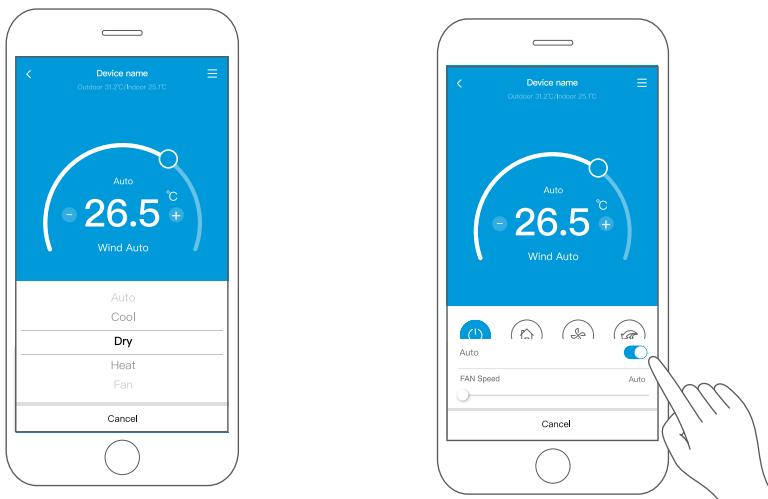 Device name
Outdoor 31.2℃/Indoor 25.1℃
Auto
26.5 ℃
- +
Wind Auto
Auto
Cool
Dry
Heat
Fan
Cancel
Device name
Outdoor 31.2℃/Indoor 25.1℃
Auto
26.5 ℃
- +
Wind Auto
Auto
FAN Speed Auto
Cancel